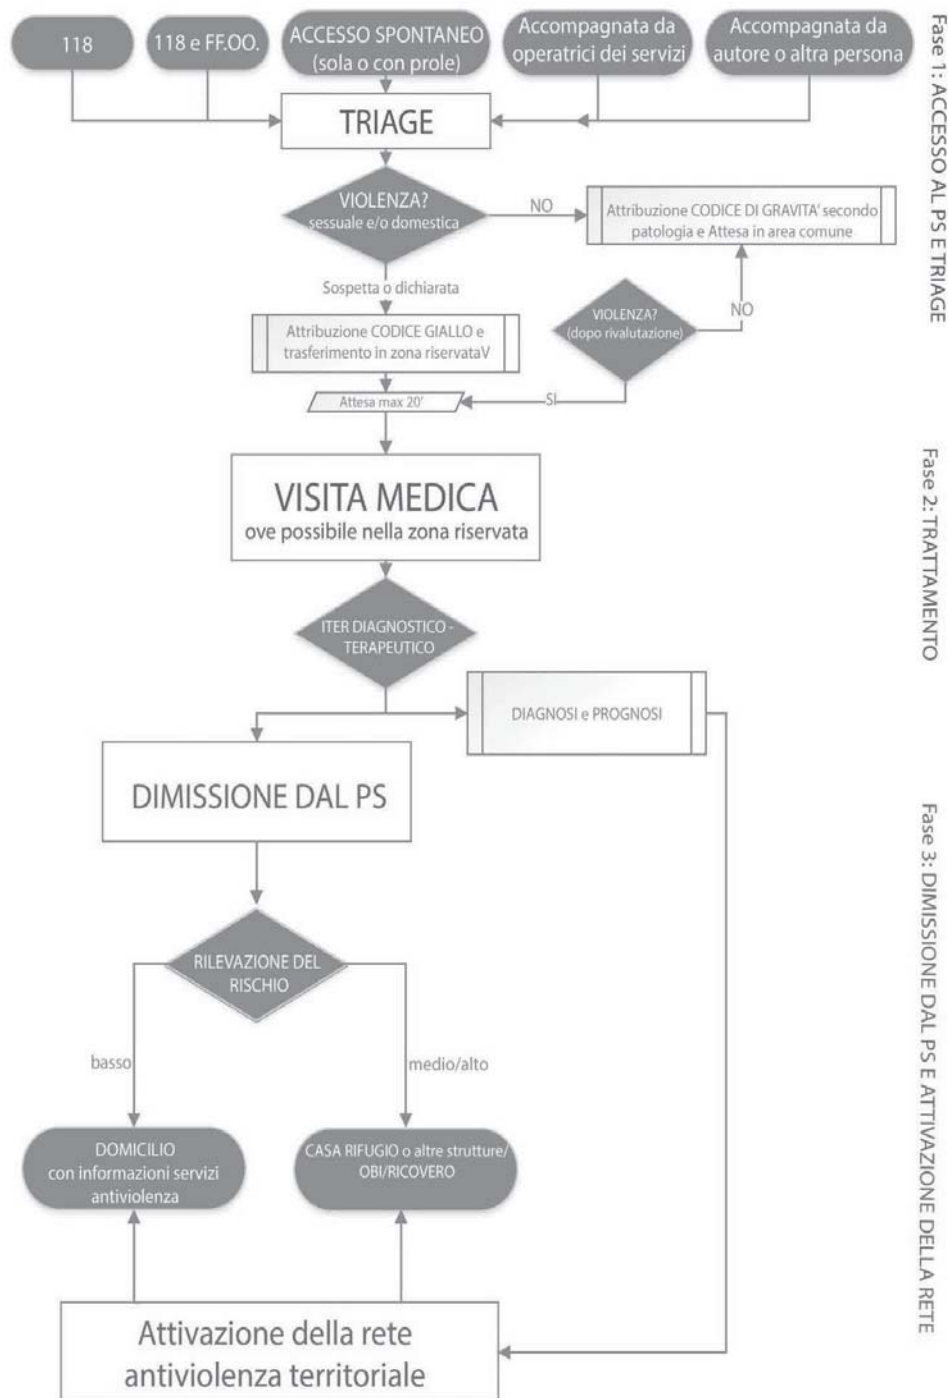 118
118 e FF.OO.
ACCESSO SPONTANEO
(sola o con prole)
Accompagnata da
operatrici dei servizi
Accompagnata da
autore o altra persona
Fase 1: ACCESSO AL PS E TRIAGE
TRIAGE
VIOLENZA?
sessuale e/o domestica
NO
Attribuzione CODICE DI GRAVITA' secondo
patologia e Attesa in area comune
Sospetta o dichiarata
VIOLENZA?
(dopo rivalutazione)
NO
Attribuzione CODICE GIALLO e
trasferimento in zona riservataV
Attesa max 20'
SI
Fase 2: TRATTAMENTO
VISITA MEDICA
ove possibile nella zona riservata
ITER DIAGNOSTICO -
TERAPEUTICO
DIAGNOSI e PROGNOSI
Fase 3: DIMISSIONE DAL PS E ATTIVAZIONE DELLA RETE
DIMISSIONE DAL PS
RILEVAZIONE DEL
RISCHIO
basso
medio/alto
DOMICILIO
con informazioni servizi
antiviolenza
CASA RIFUGIO o altre strutture/
OBI/RICOVERO
Attivazione della rete
antiviolenza territoriale